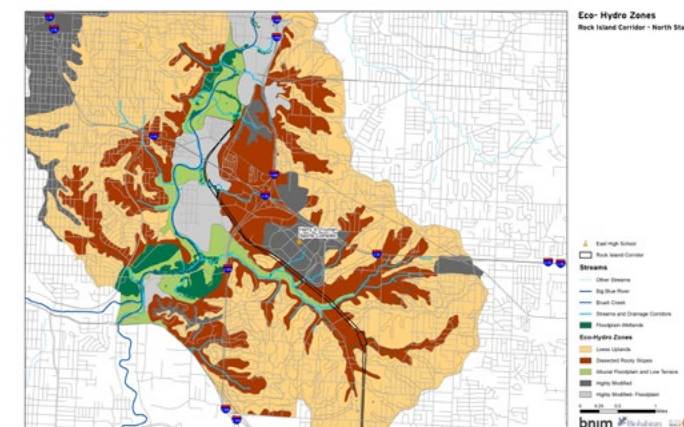 Eco- Hydro Zones
Rock Island Corridor - North Sta
East High School
Rock Island Corridor
Streams
Other Streams
Big Blue River
Brush Creek
Streams and Drainage Corridors
Floodplain Wetlands
Eco-Hydro Zones
Loess Uplands
Dissected Rocky Slopes
Alluvial Floodplain and Low Terrace
Highly Modified
Highly Modified- Floodplain
bnim
Biohabitats